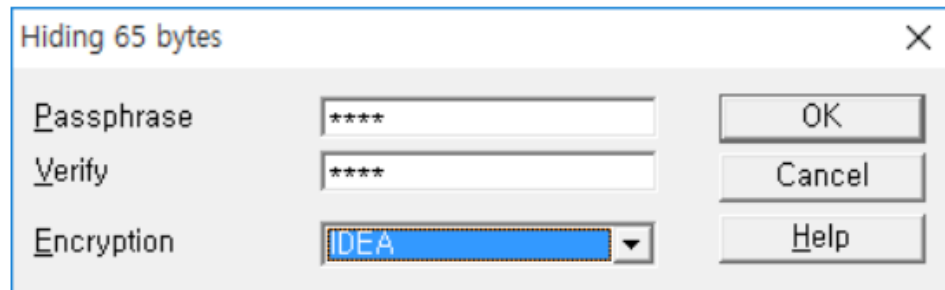 Hiding 65 bytes
Passphrase
****
OK
Verify
****
Cancel
Encryption
IDEA
Help